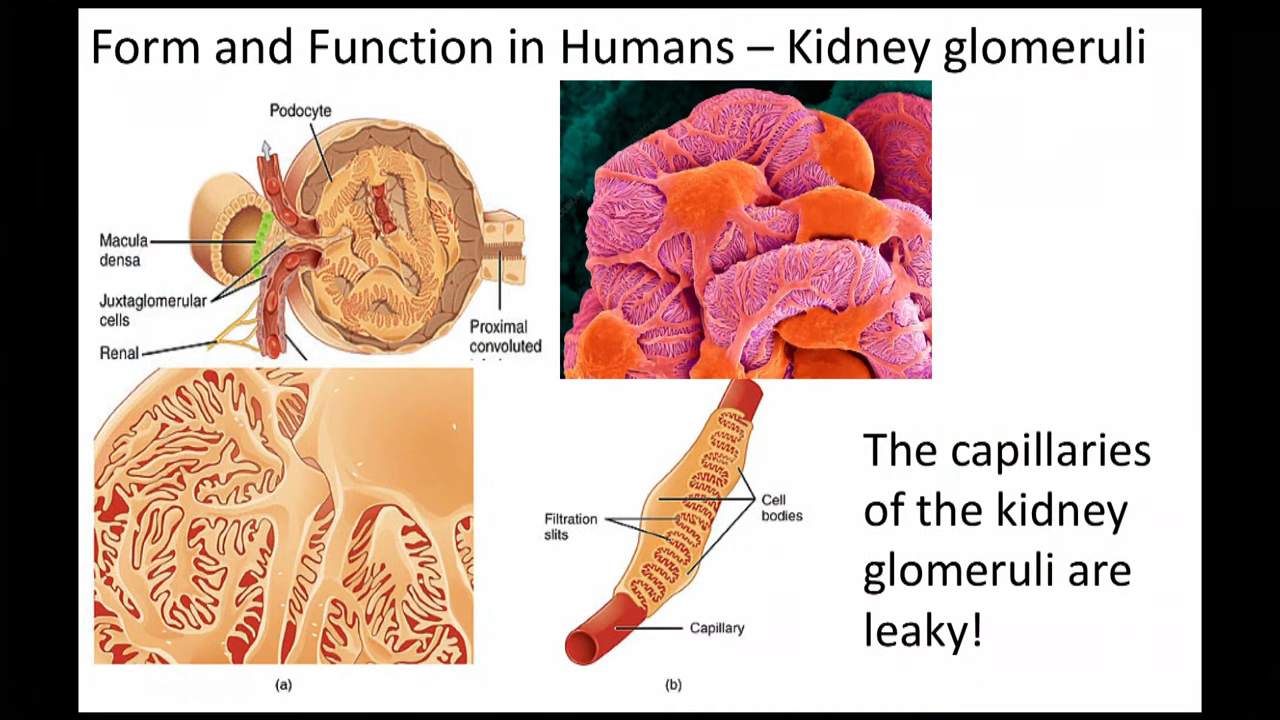 Form and Function in Humans – Kidney glomeruli
Podocyte
Macula
densa
Juxtaglomerular
cells
Renal
Proximal
convoluted
Filtration
slits
Cell
bodies
Capillary
(a)
(b)
The capillaries
of the kidney
glomeruli are
leaky!